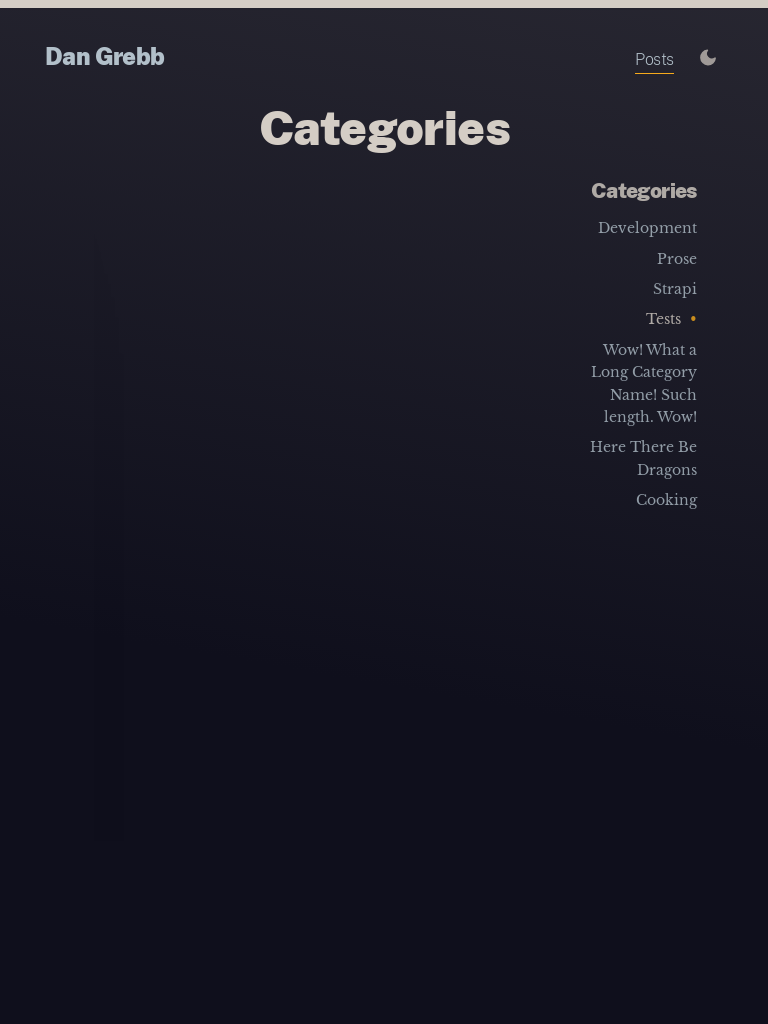 Dan Grebb
Posts
Categories
Categories
Development
Prose
Strapi
Tests •
Wow! What a
Long Category
Name! Such
length. Wow!
Here There Be
Dragons
Cooking